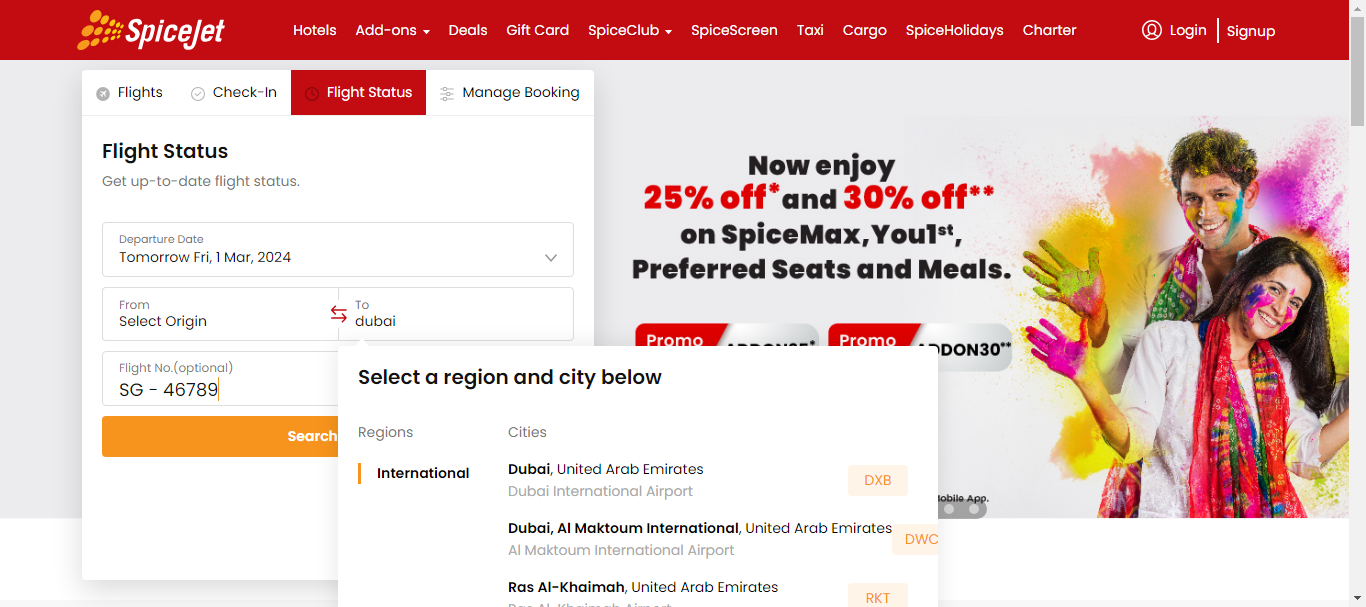 SpiceJet
Hotels Add-ons Deals Gift Card SpiceClub SpiceScreen Taxi Cargo SpiceHolidays Charter Login Signup
Flights Check-In Flight Status Manage Booking
Flight Status
Get up-to-date flight status.
Departure Date
Tomorrow Fri, 1 Mar, 2024
From
Select Origin
To
dubai
Flight No.(optional)
SG - 46789
Search
Select a region and city below
Regions
International
Cities
Dubai, United Arab Emirates
Dubai International Airport
DXB
Dubai, Al Maktoum International, United Arab Emirates
Al Maktoum International Airport
DWC
Ras Al-Khaimah, United Arab Emirates
Ras Al-Khaimah Airport
RKT
Now enjoy
25% off* and 30% off**
on SpiceMax, You1st,
Preferred Seats and Meals.
Promo
Promo
DDON30**
App.